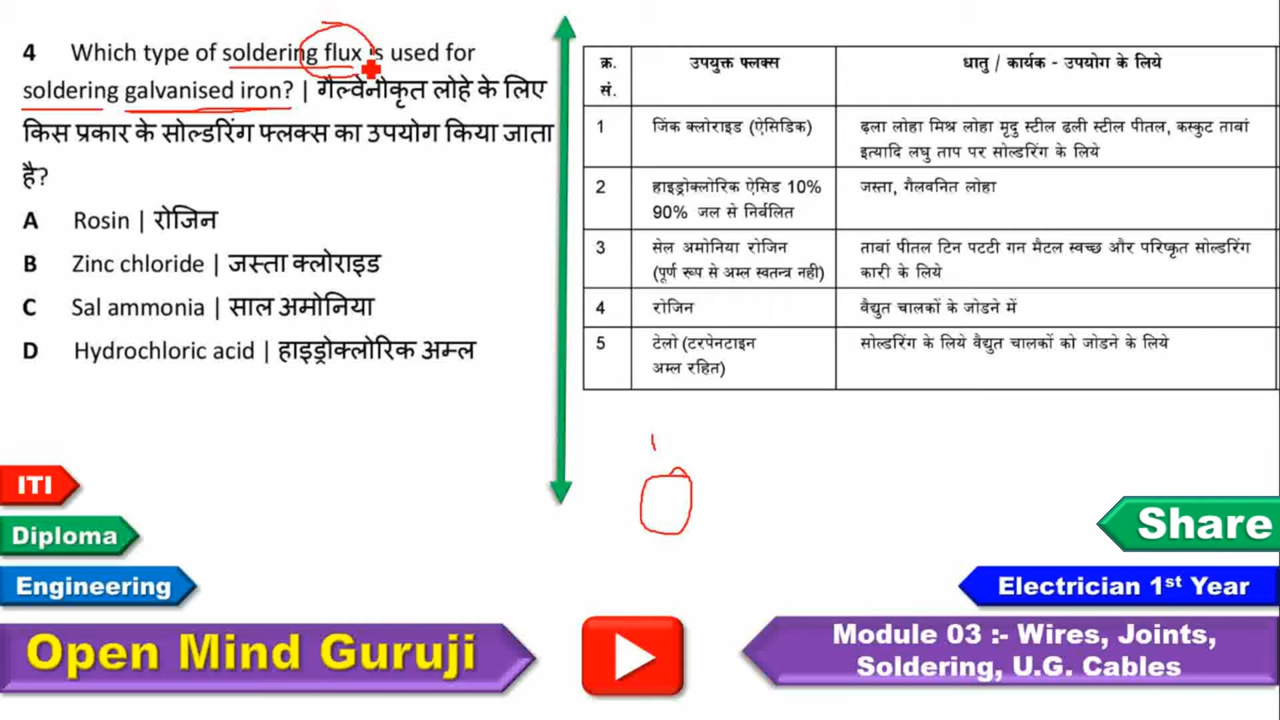 4 Which type of soldering flux is used for
soldering galvanised iron? | गैल्वेनीकृत लोहे के लिए
किस प्रकार के सोल्डरिंग फ्लक्स का उपयोग किया जाता
है?
A Rosin | रोजिन
B Zinc chloride | जस्ता क्लोराइड
C Sal ammonia | साल अमोनिया
D Hydrochloric acid | हाइड्रोक्लोरिक अम्ल
क्र. सं. उपयुक्त फ्लक्स धातु / कार्यक - उपयोग के लिये
1 जिंक क्लोराइड (ऐसिडिक) ढ़ला लोहा मिश्र लोहा मृदु स्टील ढली स्टील पीतल, कस्कुट तावां
इत्यादि लघु ताप पर सोल्डरिंग के लिये
2 हाइड्रोक्लोरिक ऐसिड 10% जस्ता, गैलवनित लोहा
90% जल से निर्वलित
3 सेल अमोनिया रोजिन तावां पीतल टिन पटटी गन मैटल स्वच्छ और परिष्कृत सोल्डरिंग
(पूर्ण रूप से अम्ल स्वतन्त्र नही) कारी के लिये
4 रोजिन वैद्युत चालकों के जोडने में
5 टेलो (टरपेनटाइन सोल्डरिंग के लिये वैद्युत चालकों को जोडने के लिये
अम्ल रहित)
ITI
Diploma
Engineering
Open Mind Guruji
Share
Electrician 1st Year
Module 03 :- Wires, Joints,
Soldering, U.G. Cables